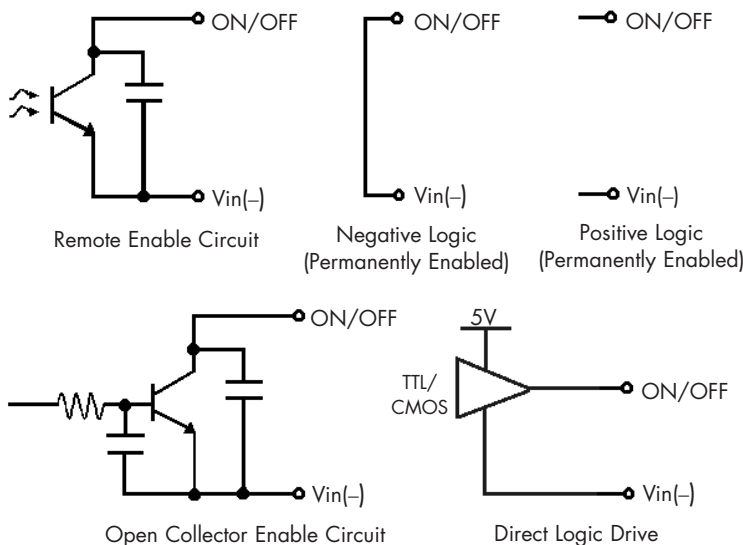 ON/OFF
Vin(–)
Remote Enable Circuit
ON/OFF
Vin(–)
Negative Logic
(Permanently Enabled)
ON/OFF
Vin(–)
Positive Logic
(Permanently Enabled)
ON/OFF
Vin(–)
Open Collector Enable Circuit
5V
TTL/
CMOS
ON/OFF
Vin(–)
Direct Logic Drive